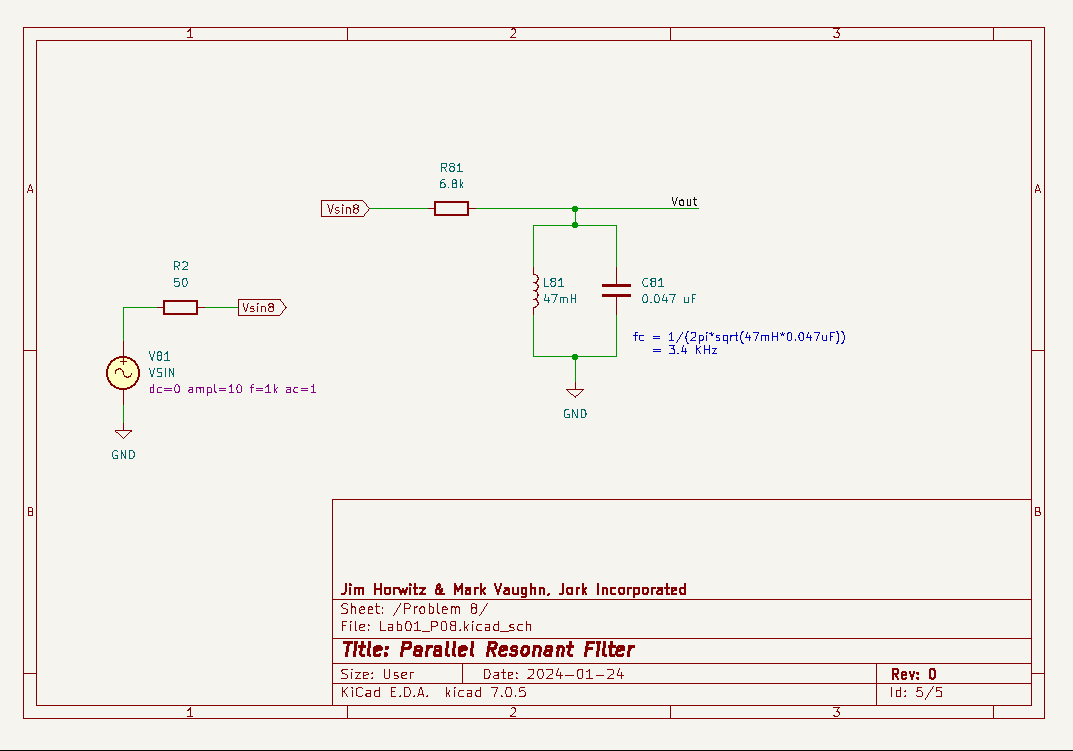 1 2 3
A A
R81
6.8k
Vsin8
Vout
R2
50
Vsin8
L81
47mH
C81
0.047 uF
fc = 1/(2pi*sqrt(47mH*0.047uF))
= 3.4 KHz
V81
VSIN
dc=0 ampl=10 f=1k ac=1
GND
GND
B B
Jim Horwitz & Mark Vaughn, Jork Incorporated
Sheet: /Problem 8/
File: Lab01_P08.kicad_sch
Title: Parallel Resonant Filter
Size: User Date: 2024-01-24 Rev: 0
KiCad E.D.A. kicad 7.0.5 Id: 5/5
1 2 3